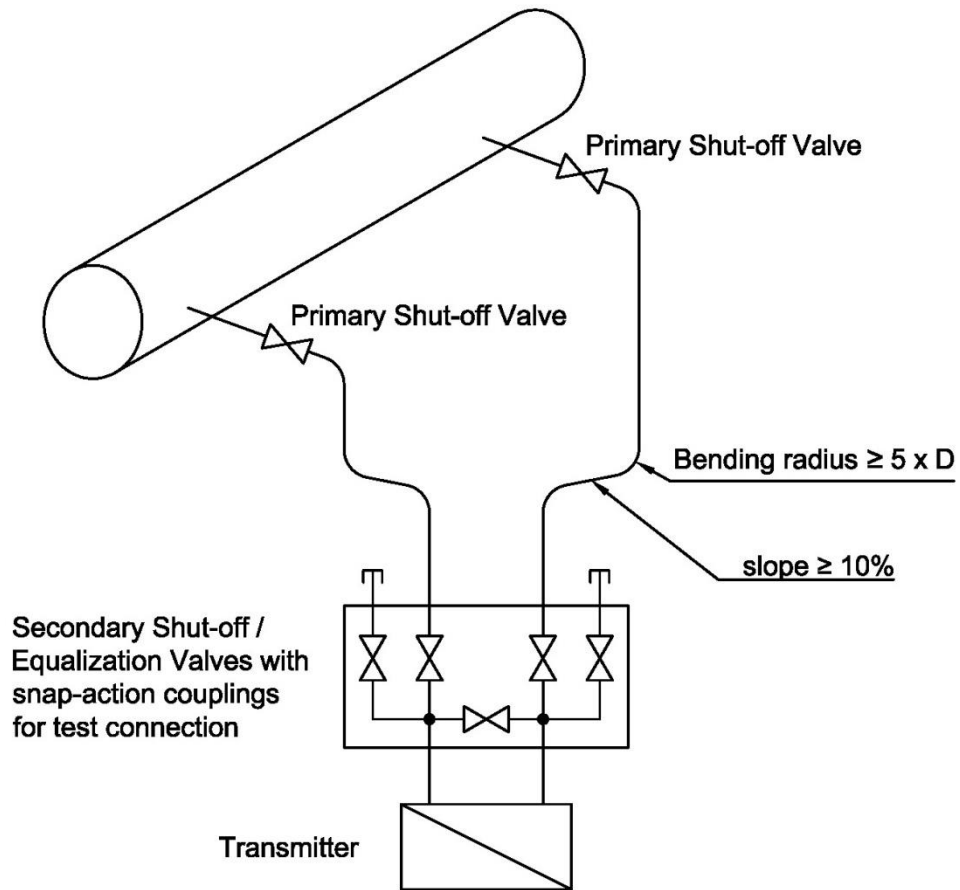 Primary Shut-off Valve
Primary Shut-off Valve
Bending radius ≥ 5 x D
slope ≥ 10%
Secondary Shut-off /
Equalization Valves with
snap-action couplings
for test connection
Transmitter